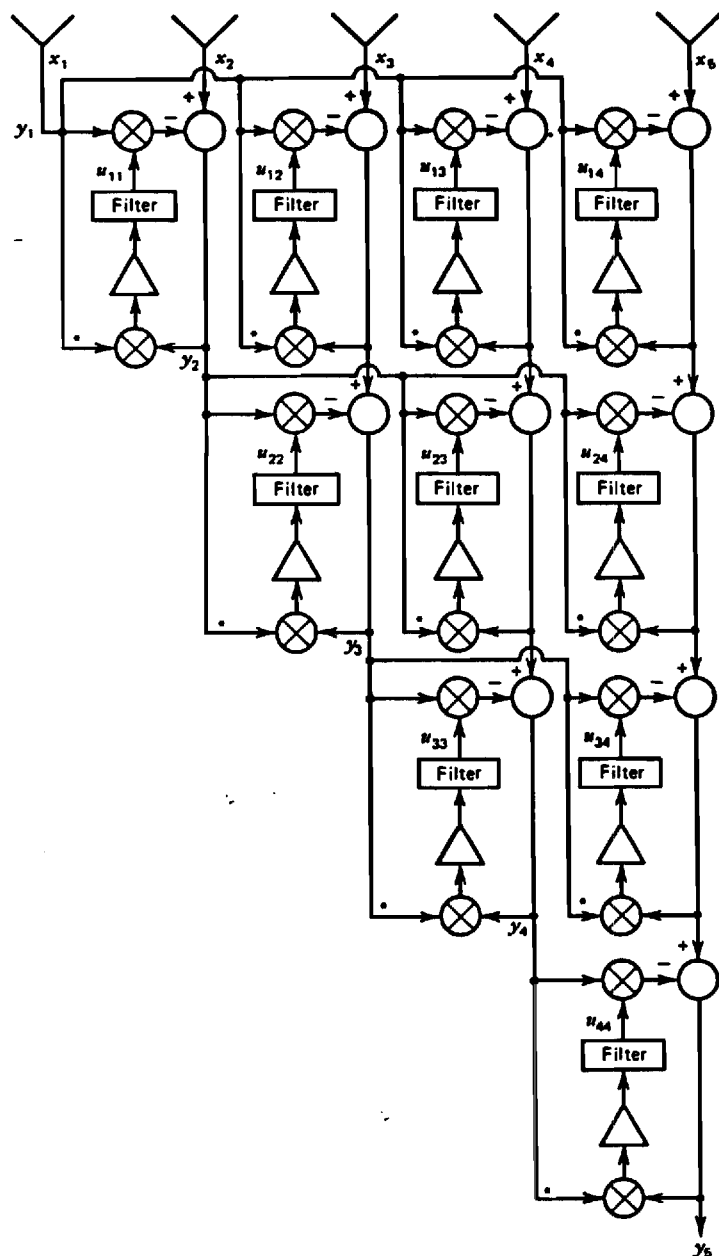 x1 x2 x3 x4 x5
+ + + +
y1 − − − −
u11 u12 u13 u14
Filter Filter Filter Filter
* * * *
y2
+ + +
− − −
u22 u23 u24
Filter Filter Filter
* * *
y3
+ +
− −
u33 u34
Filter Filter
* *
y4
+
−
u44
Filter
*
y5